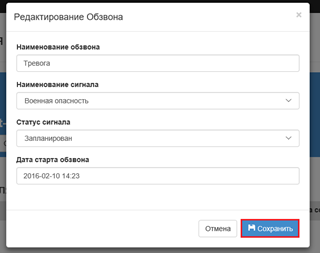 Редактирование Обзвона
×
Наименование обзвона
Тревога
Наименование сигнала
Военная опасность
Статус сигнала
Запланирован
Дата старта обзвона
2016-02-10 14:23
Отмена
Сохранить